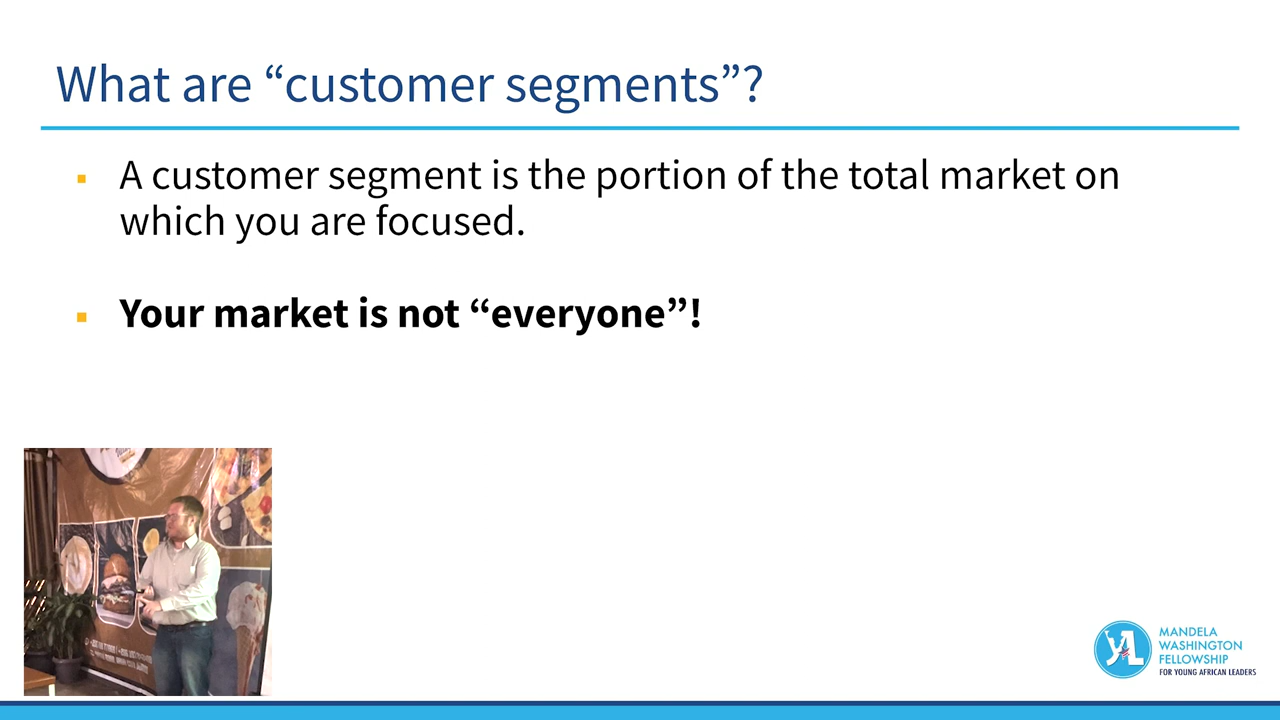 What are “customer segments”?
▪ A customer segment is the portion of the total market on
which you are focused.
▪ Your market is not “everyone”!
YAL
MANDELA
WASHINGTON
FELLOWSHIP
FOR YOUNG AFRICAN LEADERS